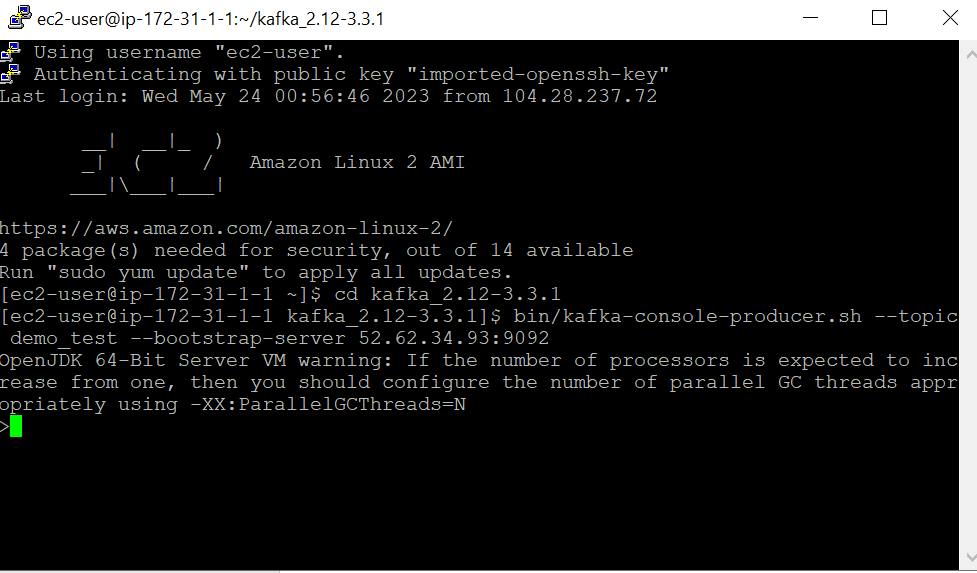 ec2-user@ip-172-31-1-1:~/kafka_2.12-3.3.1
Using username "ec2-user".
Authenticating with public key "imported-openssh-key"
Last login: Wed May 24 00:56:46 2023 from 104.28.237.72
__|  __|_  )
_|  (     /   Amazon Linux 2 AMI
___|\___|___|
https://aws.amazon.com/amazon-linux-2/
4 package(s) needed for security, out of 14 available
Run "sudo yum update" to apply all updates.
[ec2-user@ip-172-31-1-1 ~]$ cd kafka_2.12-3.3.1
[ec2-user@ip-172-31-1-1 kafka_2.12-3.3.1]$ bin/kafka-console-producer.sh --topic
demo_test --bootstrap-server 52.62.34.93:9092
OpenJDK 64-Bit Server VM warning: If the number of processors is expected to inc
rease from one, then you should configure the number of parallel GC threads appr
opriately using -XX:ParallelGCThreads=N
>